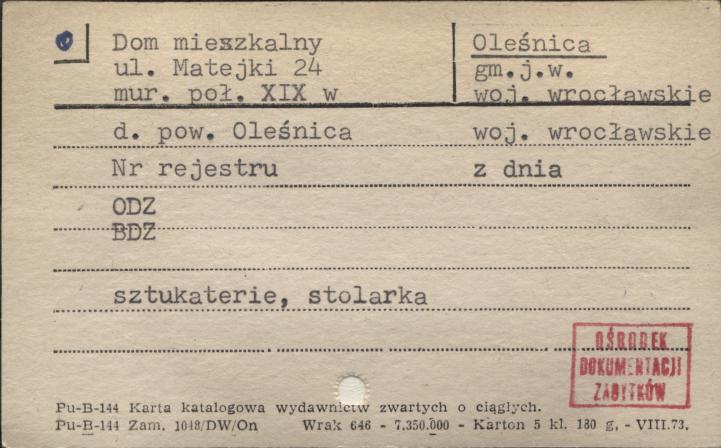 Dom mieszkalny
ul. Matejki 24
mur. poł. XIX w
Oleśnica
gm.j.w.
woj. wrocławskie
d. pow. Oleśnica woj. wrocławskie
Nr rejestru z dnia
ODZ
BDZ
sztukaterie, stolarka
OŚRODEK
DOKUMENTACJI
ZABYTKÓW
Pu-B-144 Karta katalogowa wydawnictw zwartych o ciągłych.
Pu-B-144 Zam. 1048/DW/On Wrak 646 - 7.350.000 - Karton 5 kl. 180 g, - VIII.73.